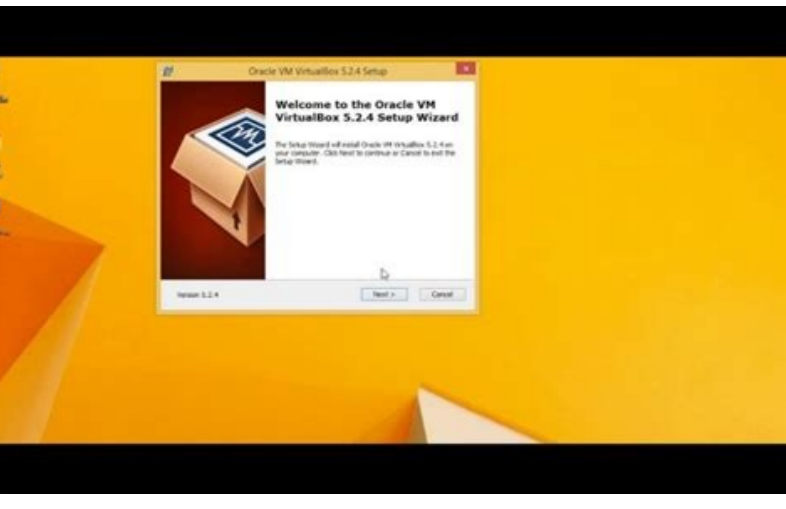 Oracle VM VirtualBox 5.2.4 Setup
Welcome to the Oracle VM
VirtualBox 5.2.4 Setup Wizard
The Setup Wizard will install Oracle VM VirtualBox 5.2.4 on
your computer. Click Next to continue or Cancel to exit the
Setup Wizard.
Version 5.2.4
Next >
Cancel